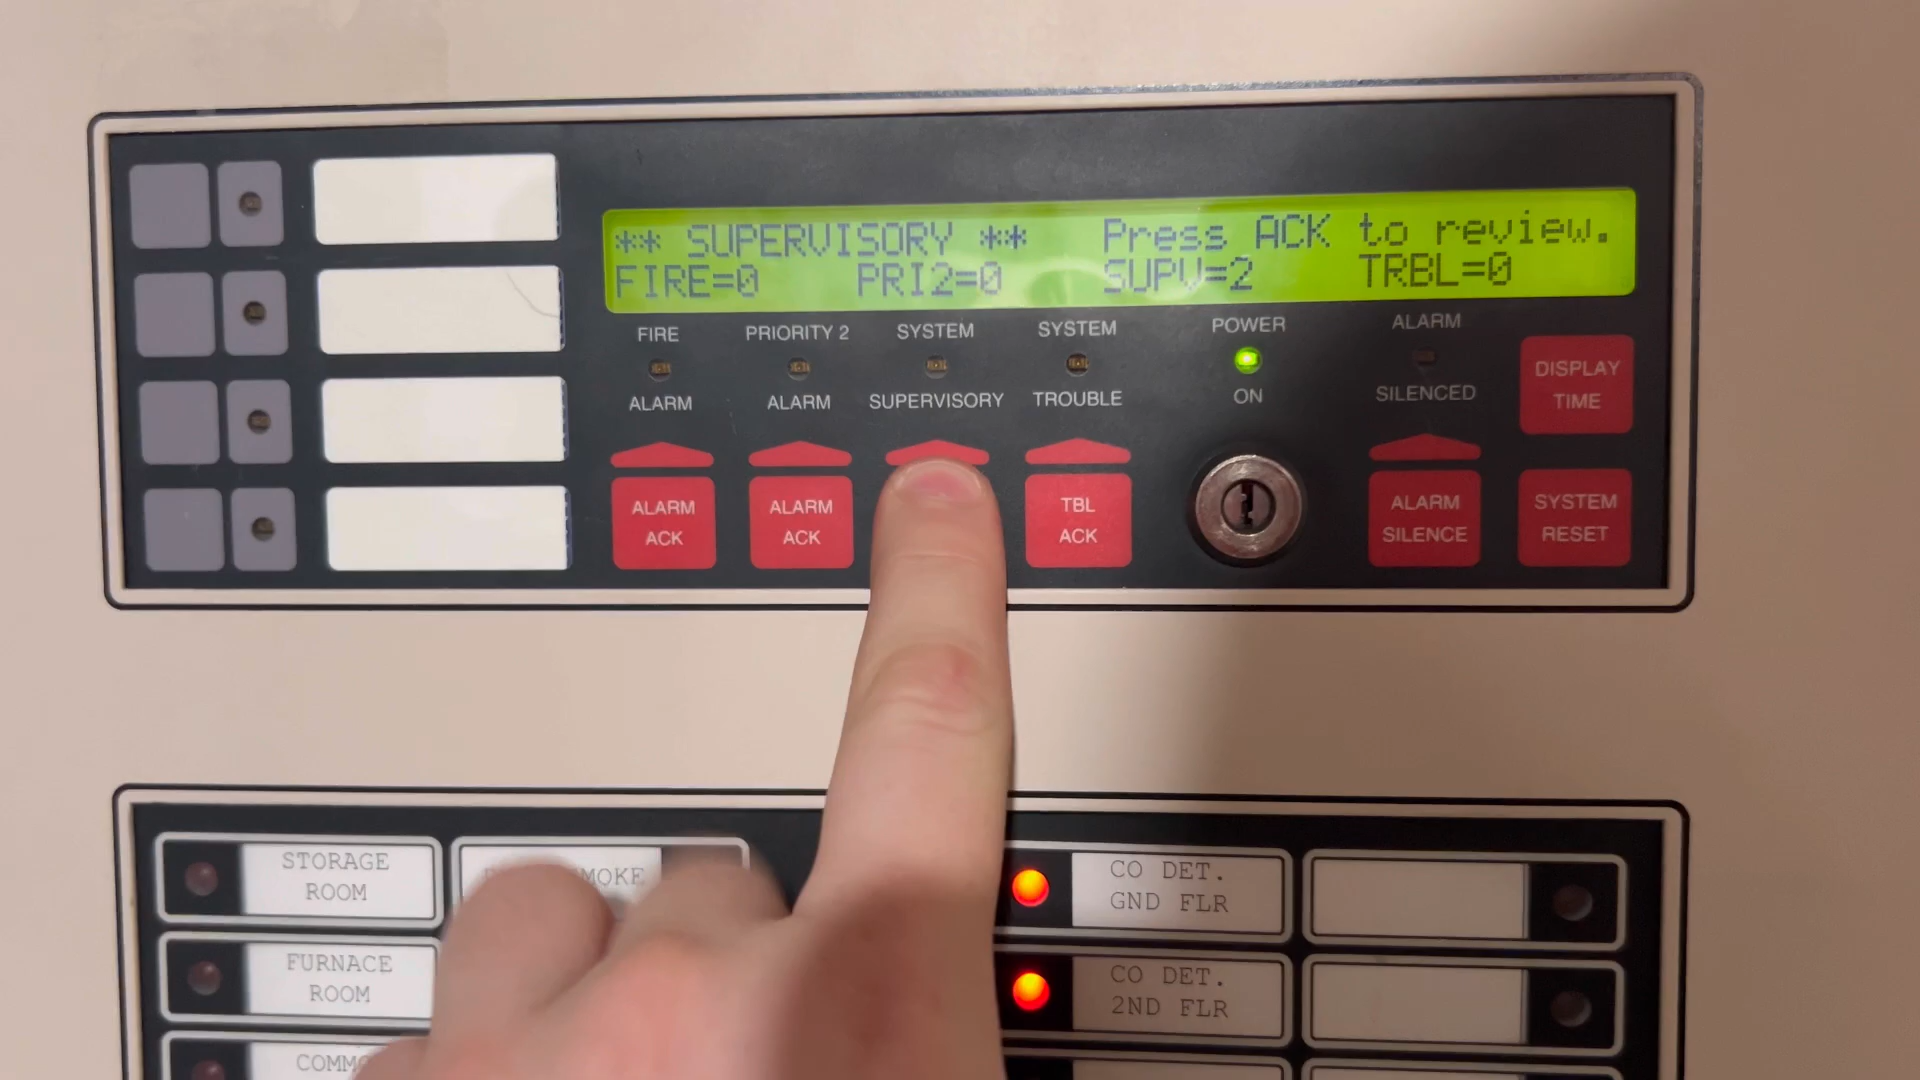 ** SUPERVISORY ** Press ACK to review.
FIRE=0 PRI2=0 SUPV=2 TRBL=0
FIRE
ALARM
PRIORITY 2
ALARM
SYSTEM
SUPERVISORY
SYSTEM
TROUBLE
POWER
ON
ALARM
SILENCED
DISPLAY
TIME
ALARM
ACK
ALARM
ACK
TBL
ACK
ALARM
SILENCE
SYSTEM
RESET
STORAGE
ROOM
CO DET.
GND FLR
FURNACE
ROOM
CO DET.
2ND FLR